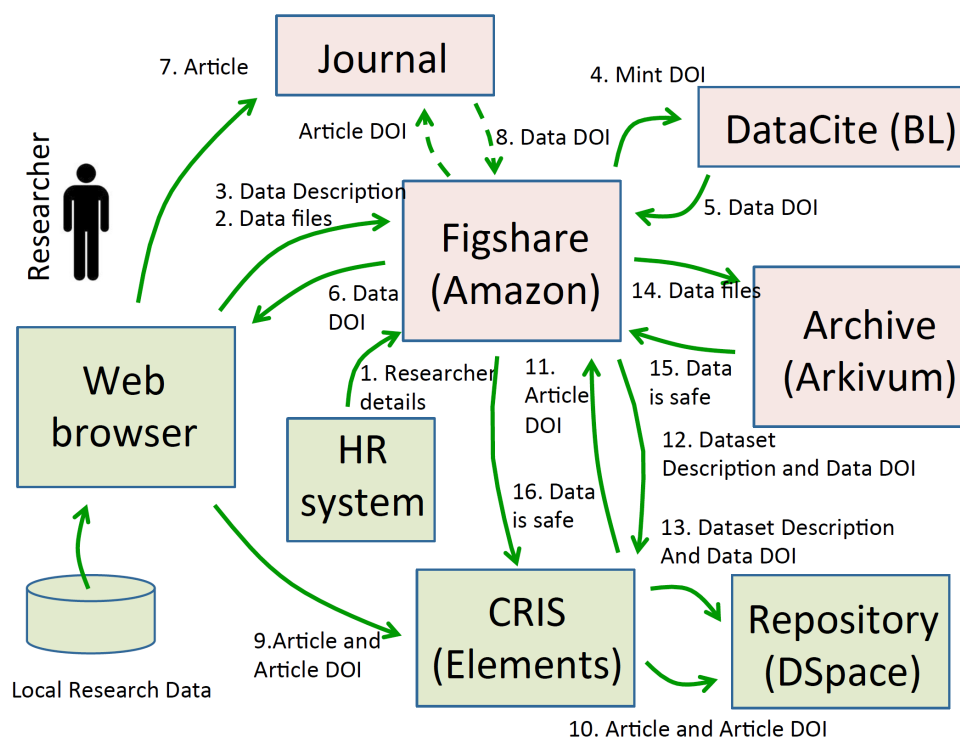 7. Article
Journal
4. Mint DOI
DataCite (BL)
Article DOI
8. Data DOI
5. Data DOI
Researcher
3. Data Description
2. Data files
Figshare
(Amazon)
6. Data
DOI
14. Data files
Archive
(Arkivum)
Web
browser
1. Researcher
details
11.
Article
DOI
15. Data
is safe
HR
system
12. Dataset
Description and Data DOI
16. Data
is safe
13. Dataset Description
And Data DOI
CRIS
(Elements)
Repository
(DSpace)
9.Article and
Article DOI
Local Research Data
10. Article and Article DOI